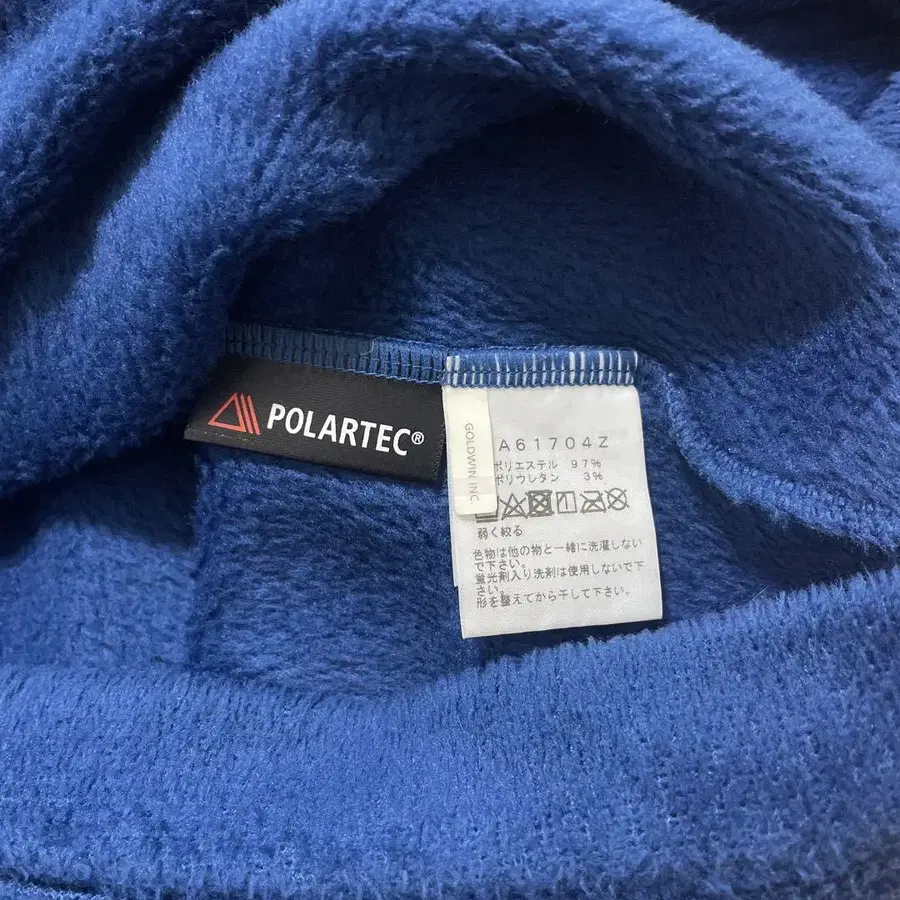 POLARTEC®
GOLDWIN INC.
A61704Z
ポリエステル 97%
ポリウレタン 3%
弱く絞る
色物は他の物と一緒に洗濯しない
で下さい。
蛍光剤入り洗剤は使用しないで下
さい。
形を整えてから干して下さい。